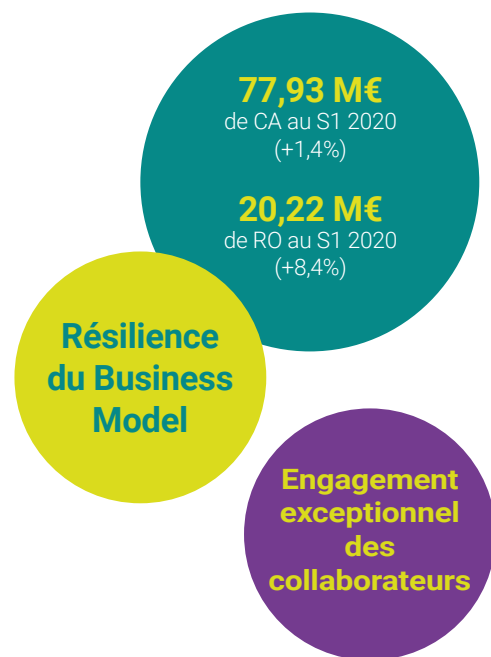 77,93 M€
de CA au S1 2020
(+1,4%)
20,22 M€
de RO au S1 2020
(+8,4%)
Résilience
du Business
Model
Engagement
exceptionnel
des
collaborateurs